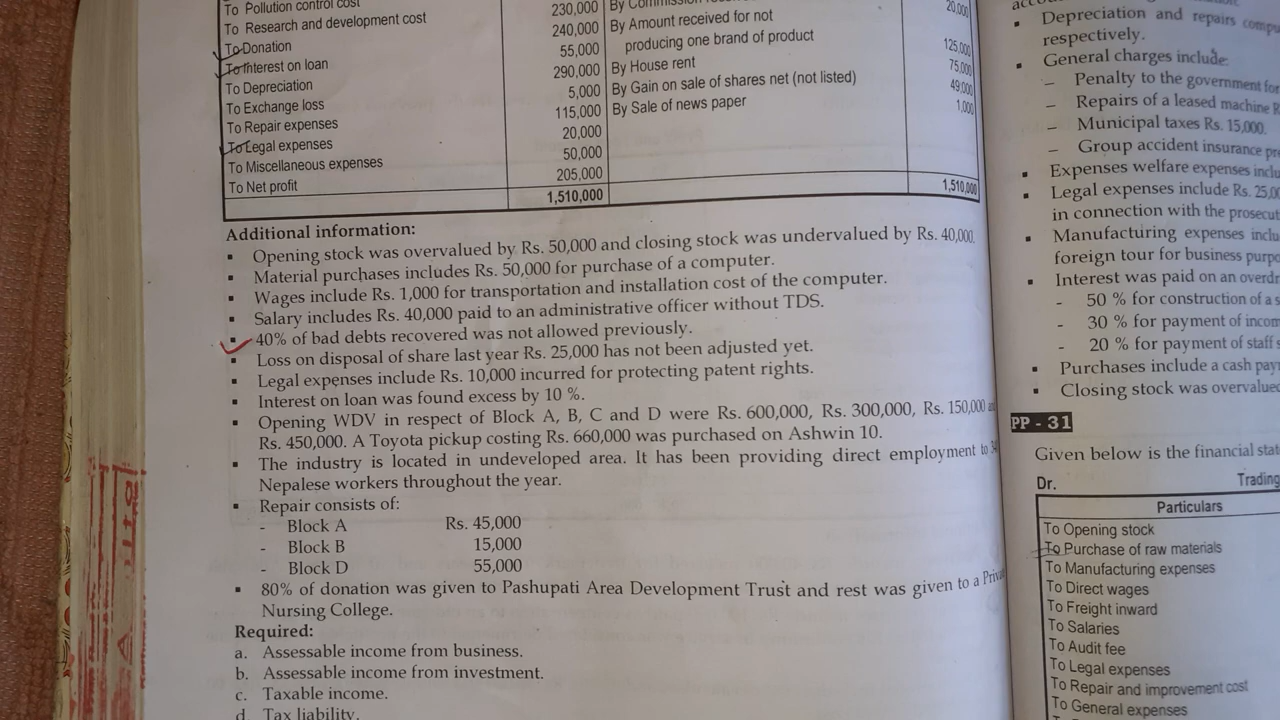 To Pollution control cost
To Research and development cost
To Donation
To Interest on loan
To Depreciation
To Exchange loss
To Repair expenses
To Legal expenses
To Miscellaneous expenses
To Net profit
230,000
240,000
55,000
290,000
5,000
115,000
20,000
50,000
205,000
1,510,000
By Amount received for not
producing one brand of product
By House rent
By Gain on sale of shares net (not listed)
By Sale of news paper
20,000
125,000
75,000
49,000
1,000
1,510,000
Additional information:
▪ Opening stock was overvalued by Rs. 50,000 and closing stock was undervalued by Rs. 40,000.
▪ Material purchases includes Rs. 50,000 for purchase of a computer.
▪ Wages include Rs. 1,000 for transportation and installation cost of the computer.
▪ Salary includes Rs. 40,000 paid to an administrative officer without TDS.
▪ 40% of bad debts recovered was not allowed previously.
▪ Loss on disposal of share last year Rs. 25,000 has not been adjusted yet.
▪ Legal expenses include Rs. 10,000 incurred for protecting patent rights.
▪ Interest on loan was found excess by 10 %.
▪ Opening WDV in respect of Block A, B, C and D were Rs. 600,000, Rs. 300,000, Rs. 150,000
Rs. 450,000. A Toyota pickup costing Rs. 660,000 was purchased on Ashwin 10.
▪ The industry is located in undeveloped area. It has been providing direct employment to
Nepalese workers throughout the year.
▪ Repair consists of:
- Block A Rs. 45,000
- Block B 15,000
- Block D 55,000
▪ 80% of donation was given to Pashupati Area Development Trust and rest was given to a
Nursing College.
Required:
a. Assessable income from business.
b. Assessable income from investment.
c. Taxable income.
d. Tax liability.
▪ Depreciation and repairs
respectively.
▪ General charges include:
– Penalty to the government for
– Repairs of a leased machine
– Municipal taxes Rs. 15,000.
– Group accident insurance
▪ Expenses welfare expenses
▪ Legal expenses include Rs.
in connection with the
▪ Manufacturing expenses
foreign tour for business
▪ Interest was paid on an
- 50 % for construction of a
- 30 % for payment of
- 20 % for payment of staff
▪ Purchases include a cash
▪ Closing stock was
PP - 31
Given below is the financial
Dr. Trading
Particulars
To Opening stock
To Purchase of raw materials
To Manufacturing expenses
To Direct wages
To Freight inward
To Salaries
To Audit fee
To Legal expenses
To Repair and improvement cost
To General expenses